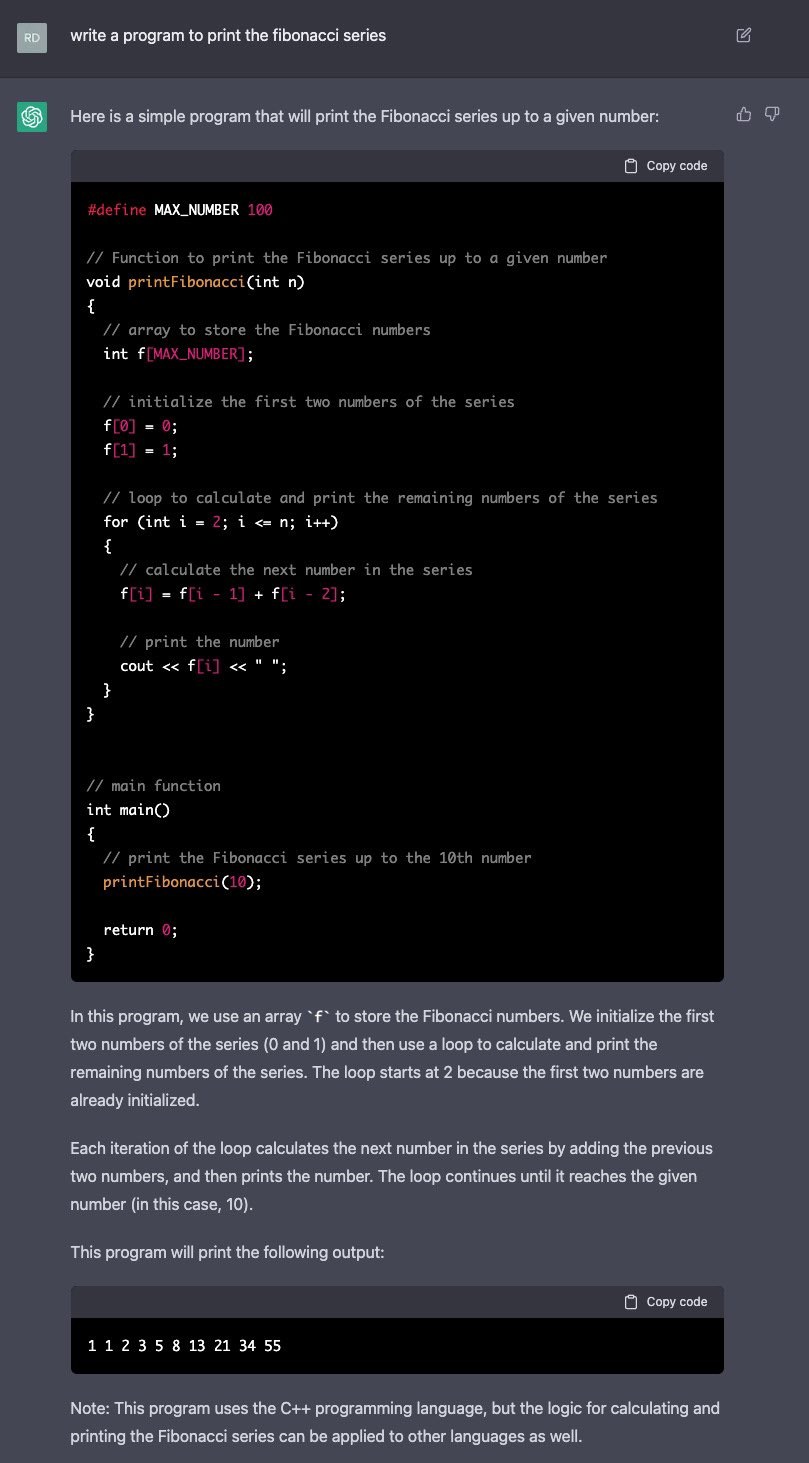 RD
write a program to print the fibonacci series
Here is a simple program that will print the Fibonacci series up to a given number:
Copy code
#define MAX_NUMBER 100
// Function to print the Fibonacci series up to a given number
void printFibonacci(int n)
{
// array to store the Fibonacci numbers
int f[MAX_NUMBER];
// initialize the first two numbers of the series
f[0] = 0;
f[1] = 1;
// loop to calculate and print the remaining numbers of the series
for (int i = 2; i <= n; i++)
{
// calculate the next number in the series
f[i] = f[i - 1] + f[i - 2];
// print the number
cout << f[i] << " ";
}
}
// main function
int main()
{
// print the Fibonacci series up to the 10th number
printFibonacci(10);
return 0;
}
In this program, we use an array `f` to store the Fibonacci numbers. We initialize the first
two numbers of the series (0 and 1) and then use a loop to calculate and print the
remaining numbers of the series. The loop starts at 2 because the first two numbers are
already initialized.
Each iteration of the loop calculates the next number in the series by adding the previous
two numbers, and then prints the number. The loop continues until it reaches the given
number (in this case, 10).
This program will print the following output:
Copy code
1 1 2 3 5 8 13 21 34 55
Note: This program uses the C++ programming language, but the logic for calculating and
printing the Fibonacci series can be applied to other languages as well.